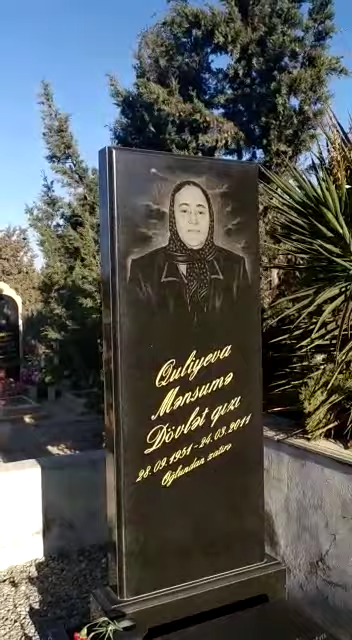 Quliyeva
Mənsumə
Dövlət qızı
28.09.1951-24.03.2011
Oğlundan xatirə